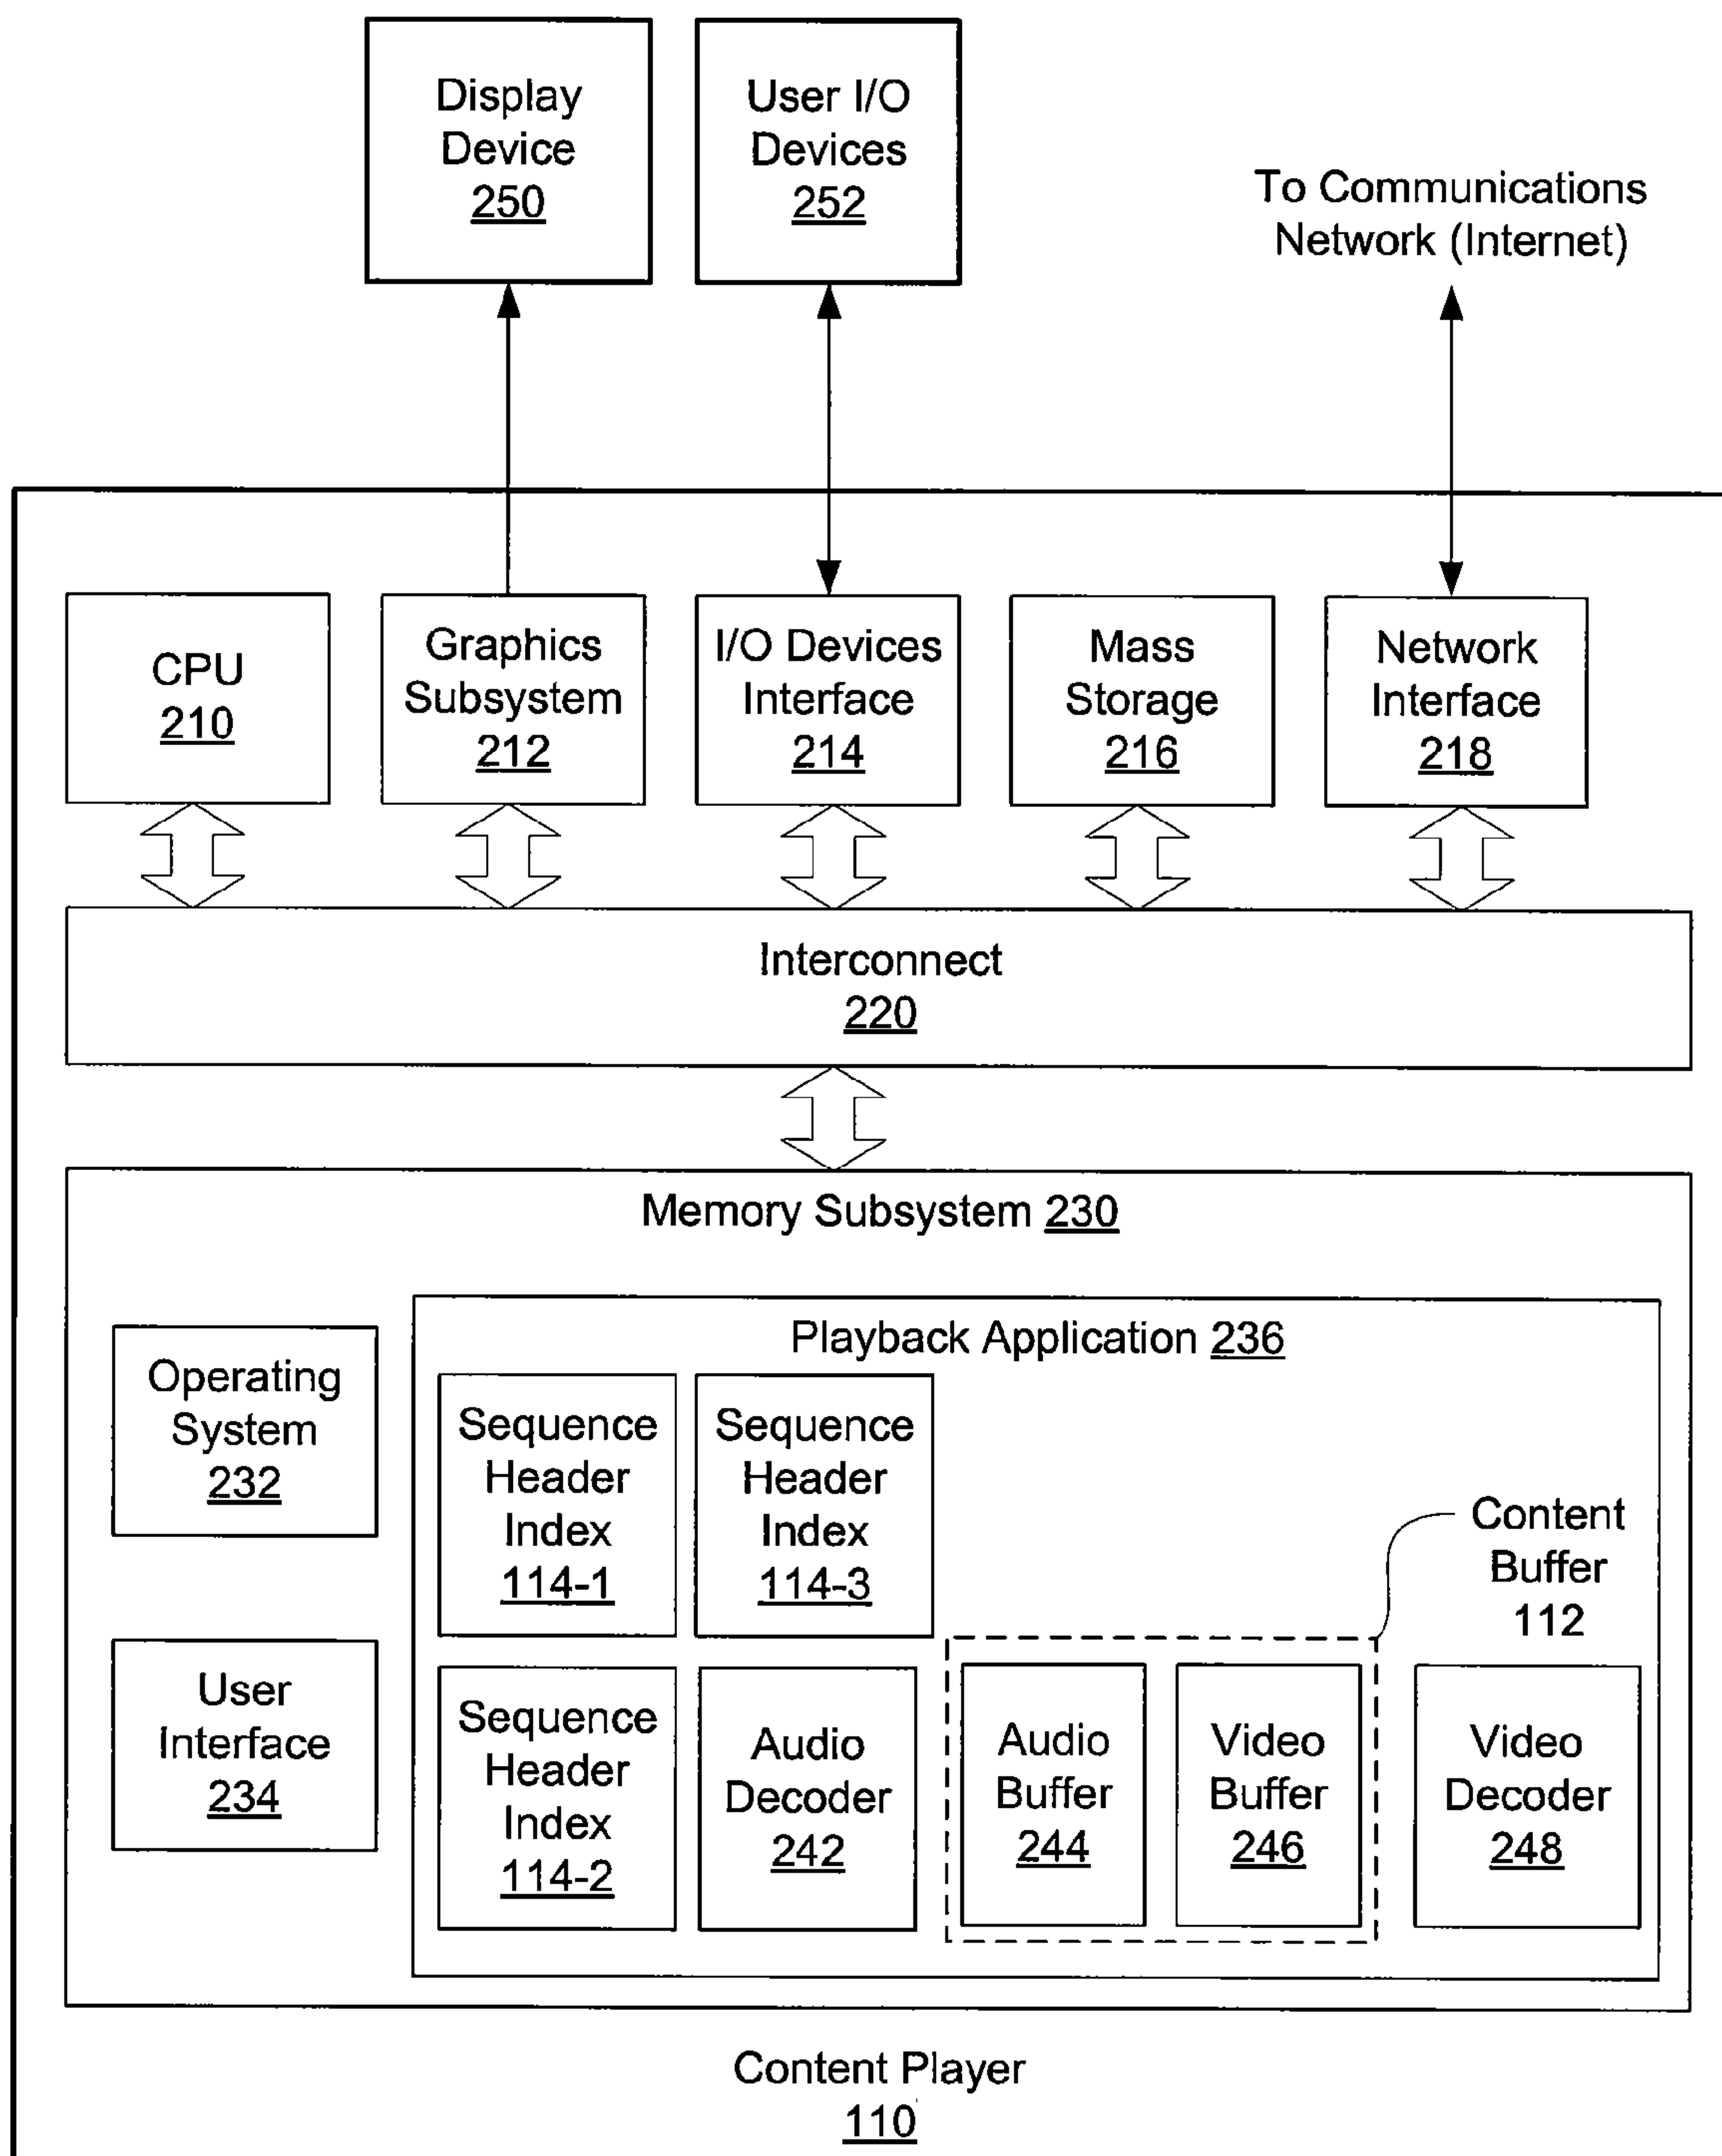 Display
Device
250
User I/O
Devices
252
To Communications
Network (Internet)
CPU
210
Graphics
Subsystem
212
I/O Devices
Interface
214
Mass
Storage
216
Network
Interface
218
Interconnect
220
Memory Subsystem 230
Operating
System
232
User
Interface
234
Playback Application 236
Sequence
Header
Index
114-1
Sequence
Header
Index
114-3
Content
Buffer
112
Sequence
Header
Index
114-2
Audio
Decoder
242
Audio
Buffer
244
Video
Buffer
246
Video
Decoder
248
Content Player
110